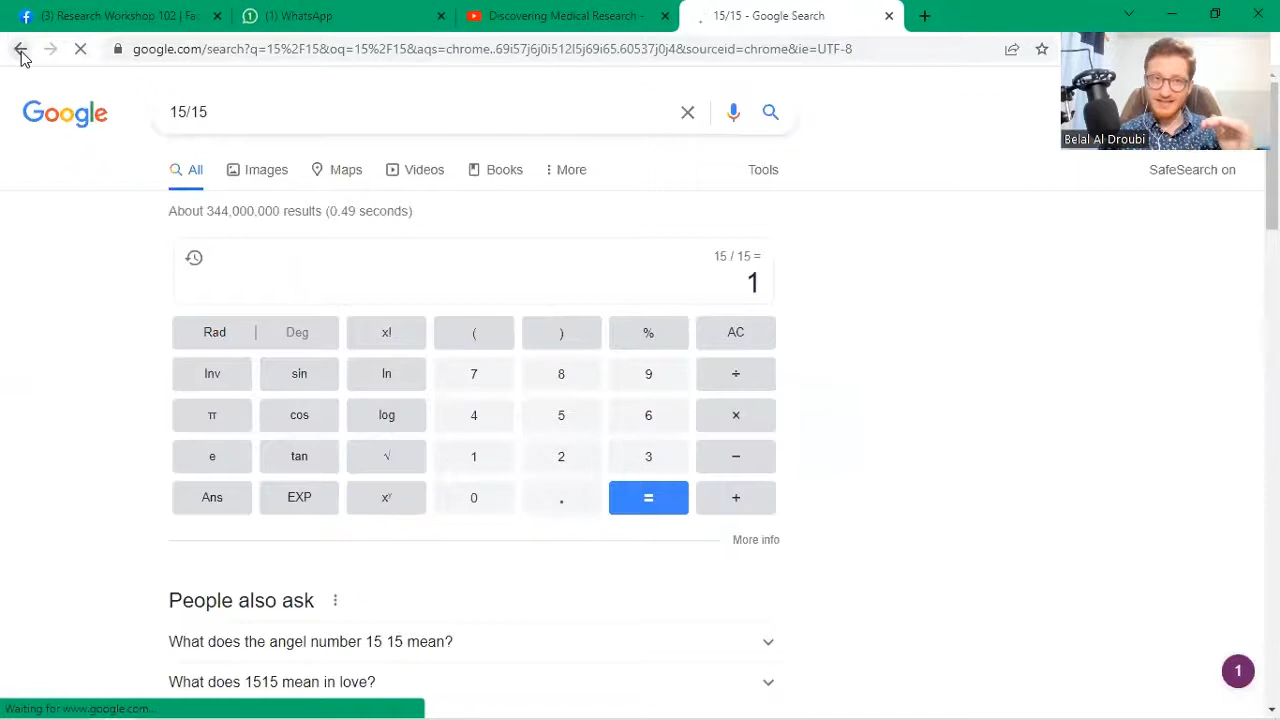 (3) Research Workshop 102 | Fa
(1) WhatsApp
Discovering Medical Research -
15/15 - Google Search
google.com/search?q=15%2F15&oq=15%2F15&aqs=chrome..69i57j6j0i512l5j69i65.60537j0j4&sourceid=chrome&ie=UTF-8
Belal Al Droubi
Google
15/15
All Images Maps Videos Books More Tools SafeSearch on
About 344,000,000 results (0.49 seconds)
15 / 15 =
1
Rad | Deg x! ( ) % AC
Inv sin ln 7 8 9 ÷
π cos log 4 5 6 ×
e tan √ 1 2 3 −
Ans EXP xʸ 0 . = +
More info
People also ask
What does the angel number 15 15 mean?
What does 1515 mean in love?
1
Waiting for www.google.com...